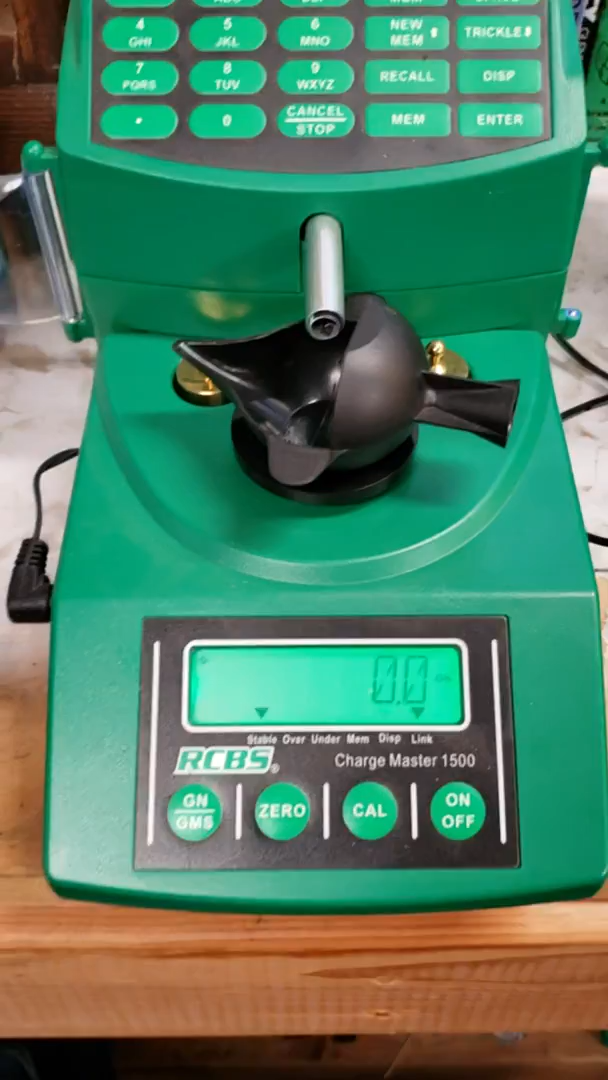 4 5 6 NEW TRICKLE
GHI JKL MNO MEM
7 8 9 RECALL DISP
PQRS TUV WXYZ
. 0 CANCEL MEM ENTER
STOP
0.0
Stable Over Under Mem Disp Link
RCBS® Charge Master 1500
GN ZERO CAL ON
GMS OFF